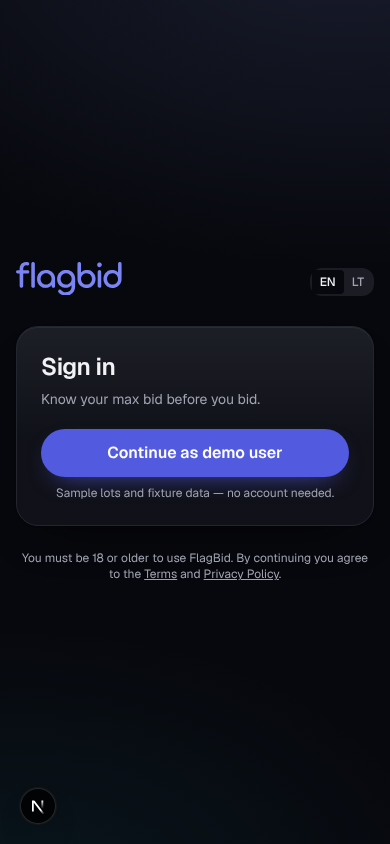 flagbid
EN LT
Sign in
Know your max bid before you bid.
Continue as demo user
Sample lots and fixture data — no account needed.
You must be 18 or older to use FlagBid. By continuing you agree
to the Terms and Privacy Policy.
N